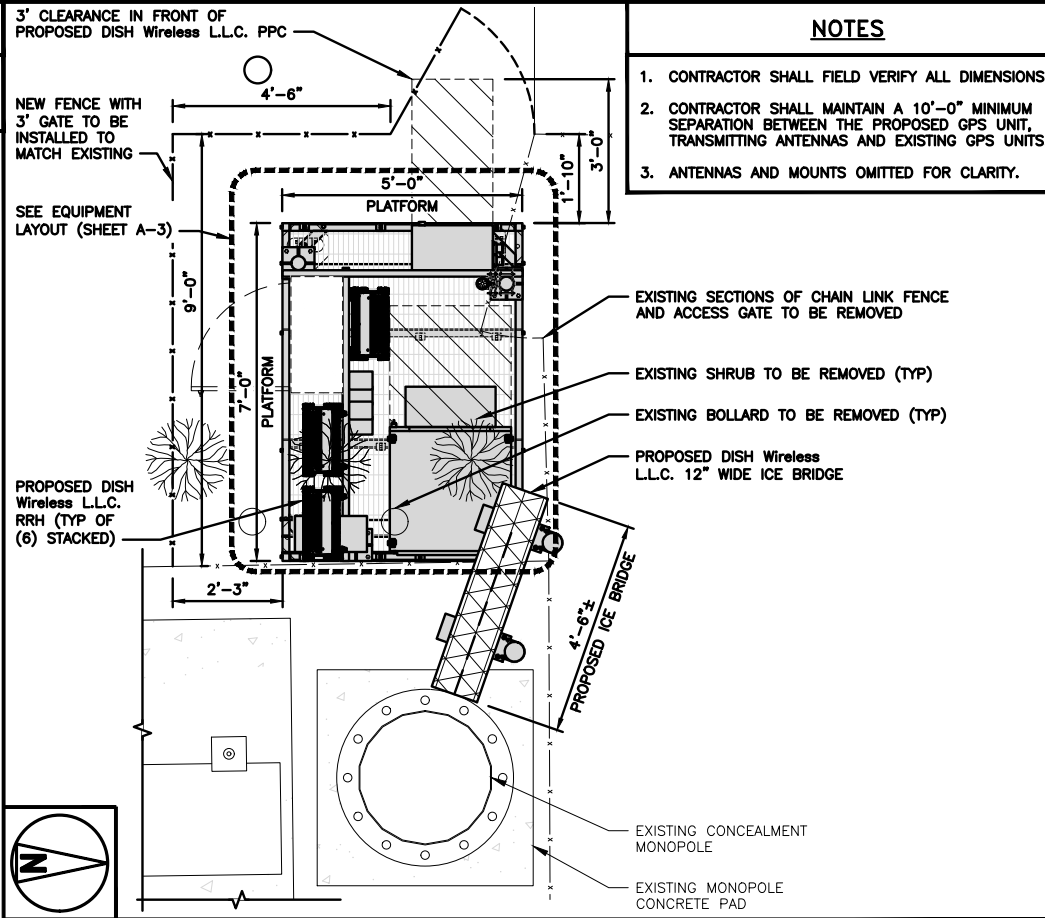 3' CLEARANCE IN FRONT OF
PROPOSED DISH Wireless L.L.C. PPC
4'-6"
NEW FENCE WITH
3' GATE TO BE
INSTALLED TO
MATCH EXISTING
SEE EQUIPMENT
LAYOUT (SHEET A-3)
9'-0"
5'-0"
PLATFORM
1'-10"
3'-0"
7'-0"
PLATFORM
PROPOSED DISH
Wireless L.L.C.
RRH (TYP OF
(6) STACKED)
2'-3"
NOTES
1. CONTRACTOR SHALL FIELD VERIFY ALL DIMENSIONS
2. CONTRACTOR SHALL MAINTAIN A 10'-0" MINIMUM
SEPARATION BETWEEN THE PROPOSED GPS UNIT,
TRANSMITTING ANTENNAS AND EXISTING GPS UNITS
3. ANTENNAS AND MOUNTS OMITTED FOR CLARITY.
EXISTING SECTIONS OF CHAIN LINK FENCE
AND ACCESS GATE TO BE REMOVED
EXISTING SHRUB TO BE REMOVED (TYP)
EXISTING BOLLARD TO BE REMOVED (TYP)
PROPOSED DISH Wireless
L.L.C. 12" WIDE ICE BRIDGE
4'-6"±
PROPOSED ICE BRIDGE
EXISTING CONCEALMENT
MONOPOLE
EXISTING MONOPOLE
CONCRETE PAD
N